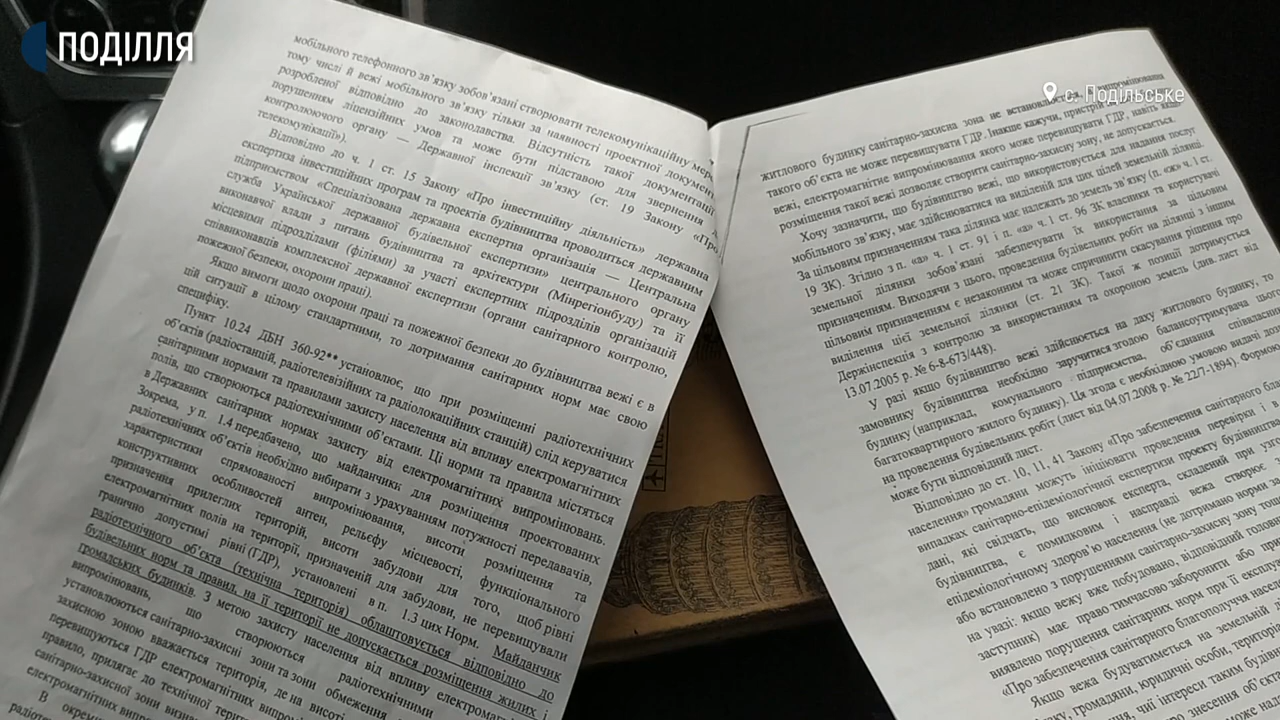 ПОДІЛЛЯ
с. Подільське
мобільного телефонного зв’язку зобов’язані створювати телекомунікаційну
тому числі й вежі мобільного зв’язку тільки за наявності проектної
розробленої відповідно до законодавства. Відсутність такої документації
порушенням ліцензійних умов та може бути підставою для звернення
контролюючого органу — Державної інспекції зв’язку (ст. 19 Закону «Про
телекомунікації»).
Відповідно до ч. 1 ст. 15 Закону «Про інвестиційну діяльність» державна
експертиза інвестиційних програм та проектів будівництва проводиться державним
підприємством «Спеціалізована державна експертна організація — Центральна
служба Української державної будівельної експертизи» центрального органу
виконавчої влади з питань будівництва та архітектури (Мінрегіонбуду) та її
місцевими підрозділами (філіями) за участі експертних підрозділів організацій
співвиконавців комплексної державної експертизи (органи санітарного контролю,
пожежної безпеки, охорони праці).
Якщо вимоги щодо охорони праці та пожежної безпеки до будівництва вежі є в
цій ситуації в цілому стандартними, то дотримання санітарних норм має свою
специфіку.
Пункт 10.24 ДБН 360-92** установлює, що при розміщенні радіотехнічних
об’єктів (радіостанцій, радіотелевізійних та радіолокаційних станцій) слід керуватися
санітарними нормами та правилами захисту населення від впливу електромагнітних
полів, що створюються радіотехнічними об’єктами. Ці норми та правила містяться
в Державних санітарних нормах захисту від електромагнітних випромінювань.
Зокрема, у п. 1.4 передбачено, що майданчик для розміщення проектованих
радіотехнічних об’єктів необхідно вибирати з урахуванням потужності передавачів,
характеристики спрямованості випромінювання, висоти розміщення та
конструктивних особливостей антен, рельєфу місцевості, функціонального
призначення прилеглих територій, висоти забудови для того, щоб рівні
електромагнітних полів на території, призначеній для забудови, не перевищували
гранично допустимі рівні (ГДР), установлені в п. 1.3 цих Норм. Майданчик
радіотехнічного об’єкта (технічна територія) облаштовується відповідно до
будівельних норм та правил, на її території не допускається розміщення жилих і
громадських будинків. З метою захисту населення від впливу
випромінювань, що створюються радіотехнічними
установлюються санітарно-захисні зони та зони обмеження
захисною зоною вважається територія, де на висоті
перевищуються ГДР електромагнітних
правило, прилягає до технічної
санітарно-захисної зони
електромагнітних
житлового будинку санітарно-захисна зона не
такого об’єкта не може перевищувати ГДР. Інакше кажучи,
вежі, електромагнітне випромінювання якого може перевищувати ГДР, навіть якщо
розміщення такої вежі дозволяє створити санітарно-захисну зону, не допускається.
Хочу зазначити, що будівництво вежі, що використовується для надання послуг
мобільного зв’язку, має здійснюватися на виділеній для цих цілей земельній ділянці.
За цільовим призначенням така ділянка має належати до земель зв’язку (п. «ж» ч. 1 ст.
19 ЗК). Згідно з п. «а» ч. 1 ст. 91 і п. «а» ч. 1 ст. 96 ЗК власники та користувачі
земельної ділянки зобов’язані забезпечувати їх використання за цільовим
призначенням. Виходячи з цього, проведення будівельних робіт на ділянці з іншим
цільовим призначенням є незаконним та може спричинити скасування рішення про
виділення цієї земельної ділянки (ст. 21 ЗК). Такої ж позиції дотримується
Держінспекція з контролю за використанням та охороною земель (див. лист від
13.07.2005 р. № 6-8-673/448).
У разі якщо будівництво вежі здійснюється на даху житлового будинку, то
замовнику будівництва необхідно заручитися згодою балансоутримувача цього
будинку (наприклад, комунального підприємства, об’єднання
багатоквартирного жилого будинку). Ця згода є необхідною умовою видачі
на проведення будівельних робіт (лист від 04.07.2008 р. № 22/7-1894). Формою
може бути відповідний лист.
Відповідно до ст. 10, 11, 41 Закону «Про забезпечення санітарного
населення» громадяни можуть ініціювати проведення перевірки
випадках санітарно-епідеміологічної експертизи проекту будівництва
дані, які свідчать, що висновок експерта, складений при
будівництва, є помилковим і насправді вежа створює
епідеміологічному здоров’ю населення (не дотримано норми
або встановлено з порушеннями санітарно-захисну зону
на увазі: якщо вежу вже побудовано, відповідний
заступник) має право тимчасово заборонити або
виявлено порушення санітарних норм при її
«Про забезпечення санітарного благополуччя
Якщо вежа будуватиметься на земельній
громадяни, юридичні особи,
чиї інтереси таким
знесення